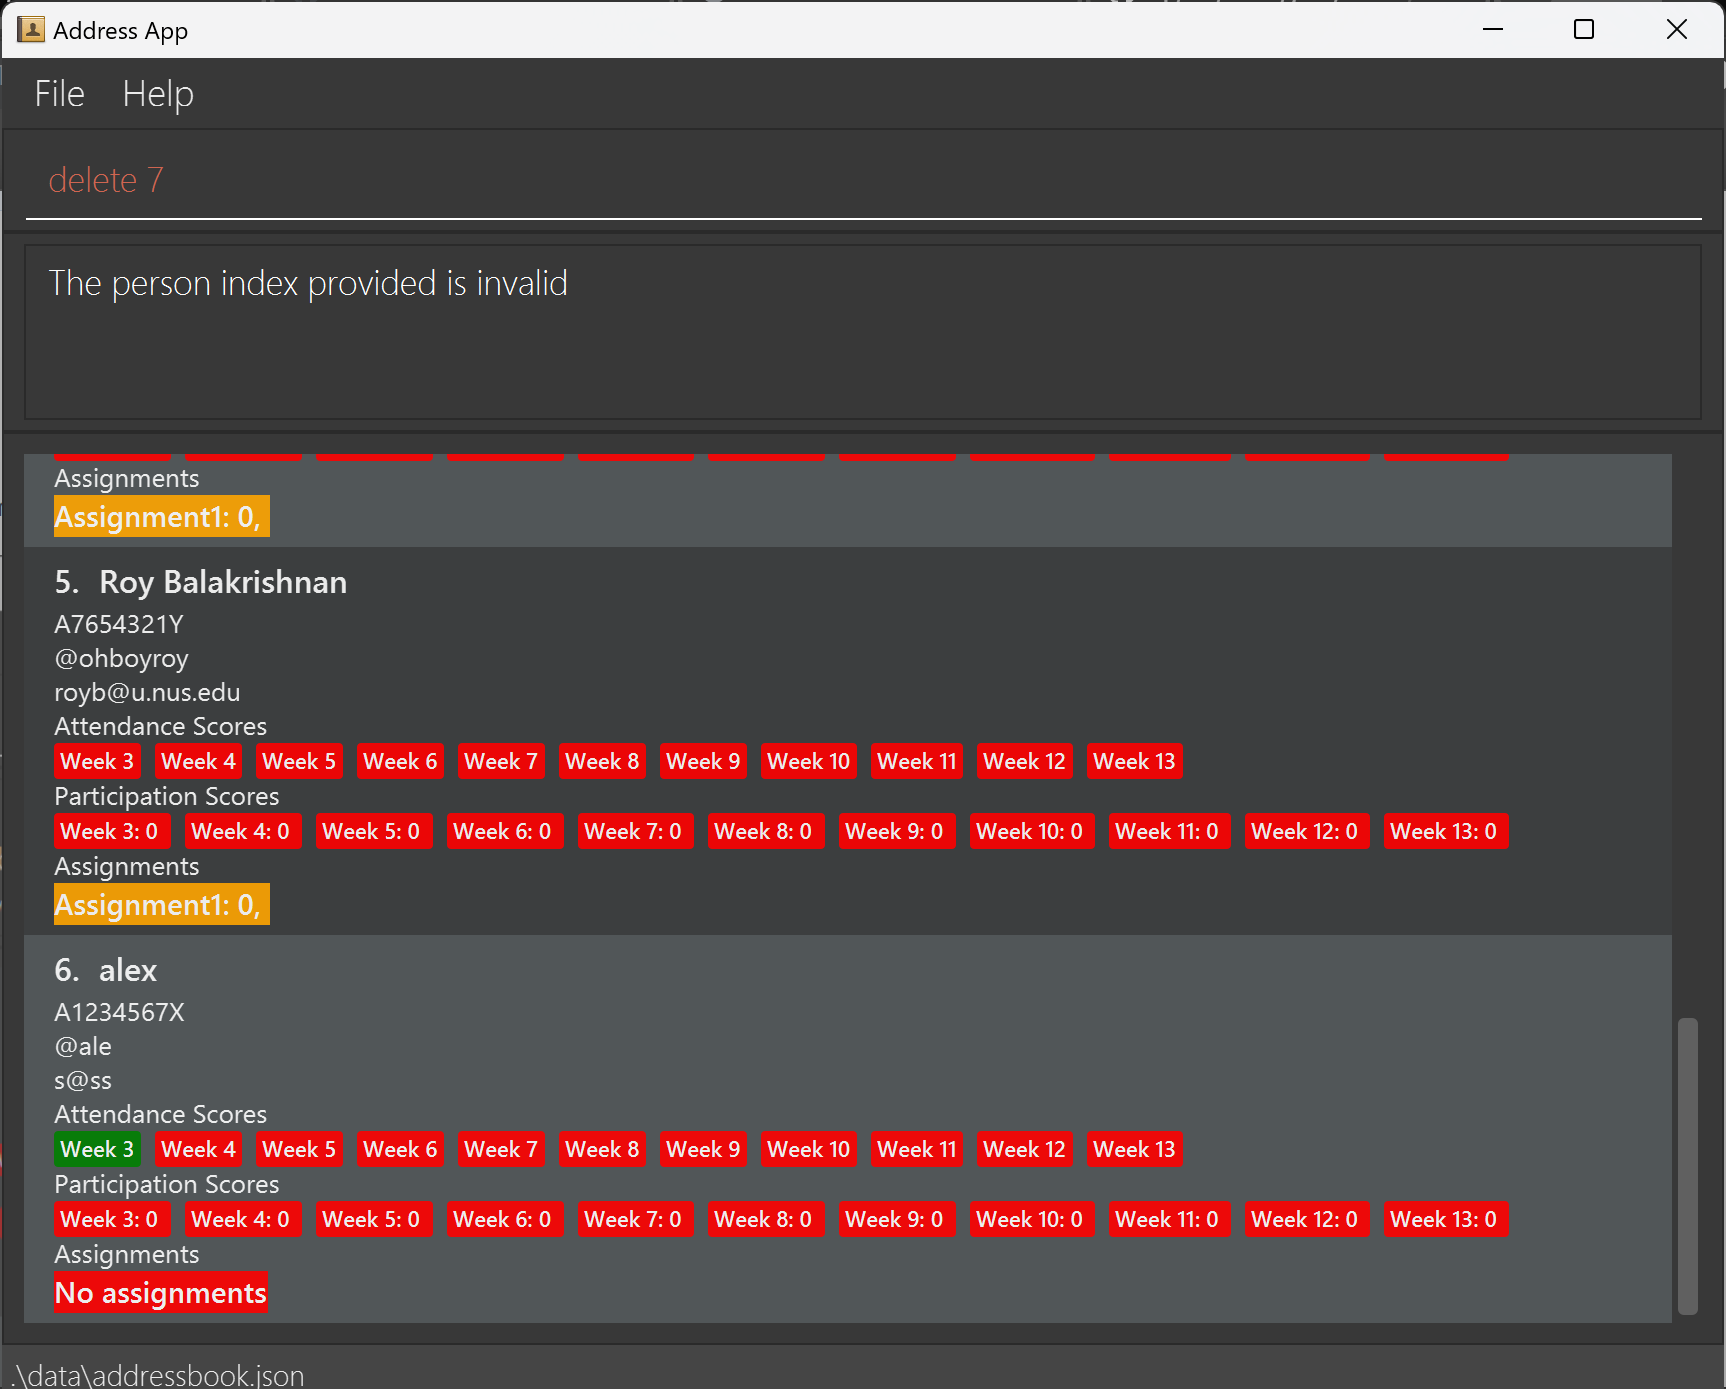 Address App
File Help
delete 7
The person index provided is invalid
Assignments
Assignment1: 0,
5. Roy Balakrishnan
A7654321Y
@ohboyroy
royb@u.nus.edu
Attendance Scores
Week 3 Week 4 Week 5 Week 6 Week 7 Week 8 Week 9 Week 10 Week 11 Week 12 Week 13
Participation Scores
Week 3: 0 Week 4: 0 Week 5: 0 Week 6: 0 Week 7: 0 Week 8: 0 Week 9: 0 Week 10: 0 Week 11: 0 Week 12: 0 Week 13: 0
Assignments
Assignment1: 0,
6. alex
A1234567X
@ale
s@ss
Attendance Scores
Week 3 Week 4 Week 5 Week 6 Week 7 Week 8 Week 9 Week 10 Week 11 Week 12 Week 13
Participation Scores
Week 3: 0 Week 4: 0 Week 5: 0 Week 6: 0 Week 7: 0 Week 8: 0 Week 9: 0 Week 10: 0 Week 11: 0 Week 12: 0 Week 13: 0
Assignments
No assignments
.\data\addressbook.json